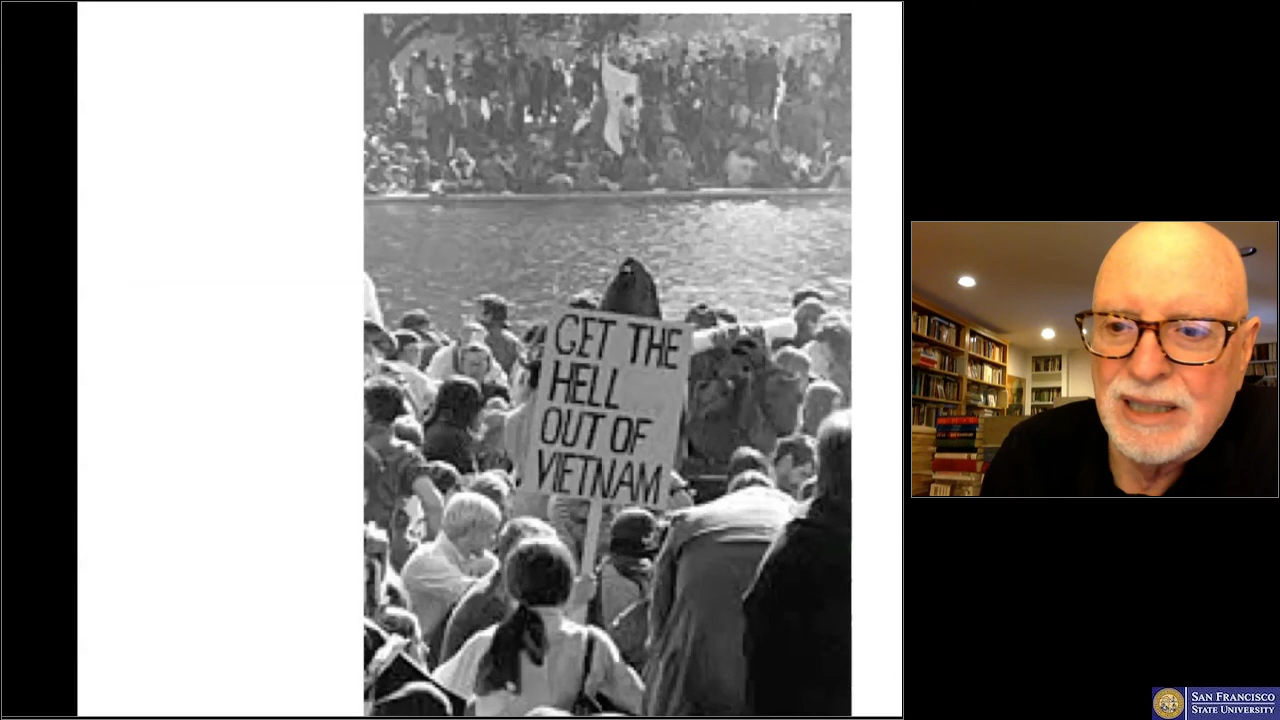 GET THE
HELL
OUT OF
VIETNAM
SAN FRANCISCO
STATE UNIVERSITY